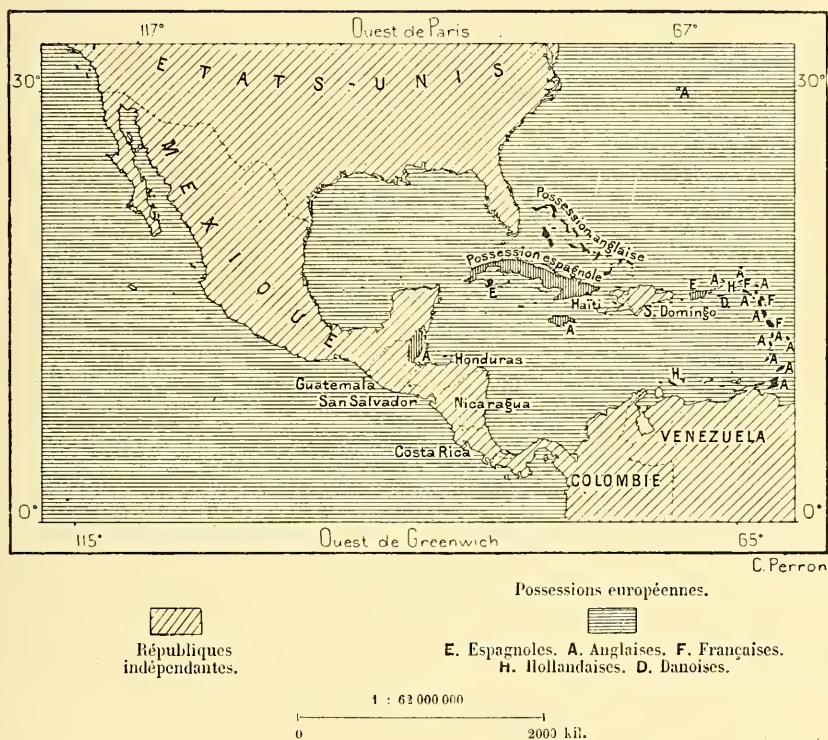 117° Ouest de Paris 67°
30° 30°
ETATS-UNIS
A
MEXIQUE
Possession anglaise
Possession espagnole
E
Haïti
S. Domingo
A
E A H A F A
D A F
A F
A A
A A
A
A
H
A
Honduras
Guatemala
San Salvador
Nicaragua
Costa Rica
VENEZUELA
COLOMBIE
0° 0°
115° Ouest de Greenwich 65°
C. Perron
Possessions européennes.
Républiques
indépendantes.
E. Espagnoles. A. Anglaises. F. Françaises.
H. Hollandaises. D. Danoises.
1 : 62 000 000
0 2000 kil.